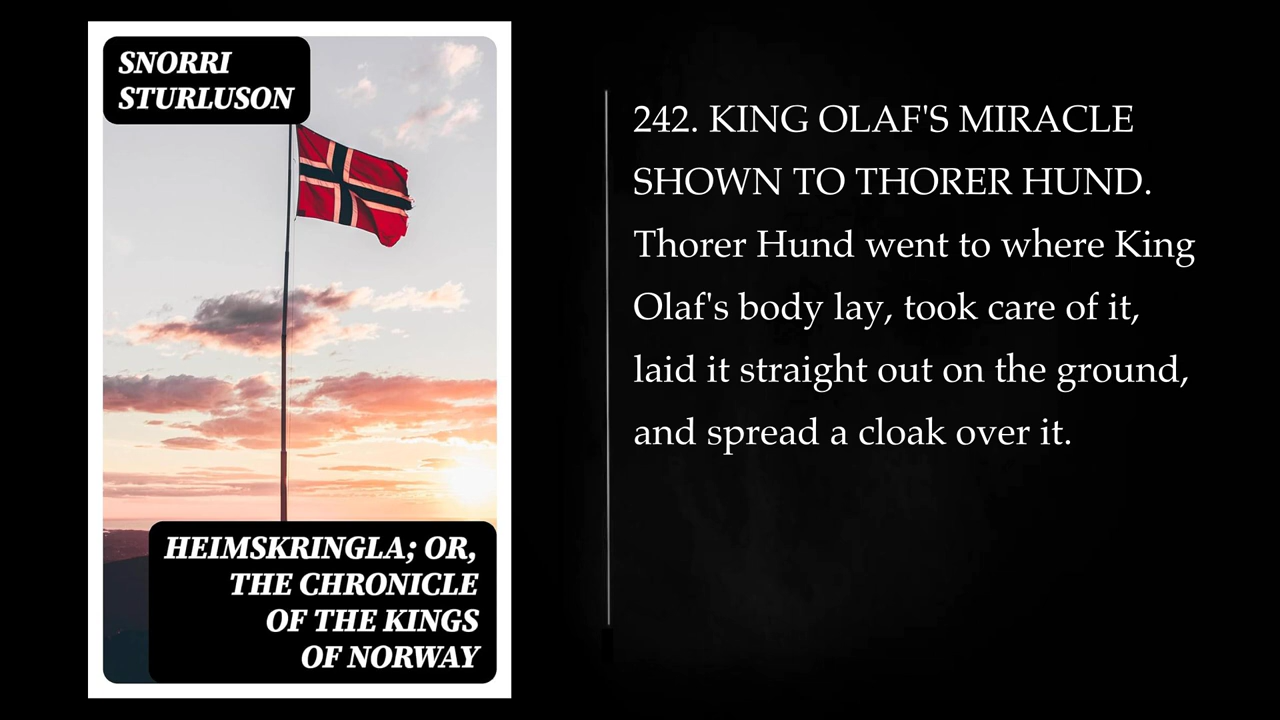 SNORRI
STURLUSON
HEIMSKRINGLA; OR,
THE CHRONICLE
OF THE KINGS
OF NORWAY
242. KING OLAF'S MIRACLE
SHOWN TO THORER HUND.
Thorer Hund went to where King
Olaf's body lay, took care of it,
laid it straight out on the ground,
and spread a cloak over it.